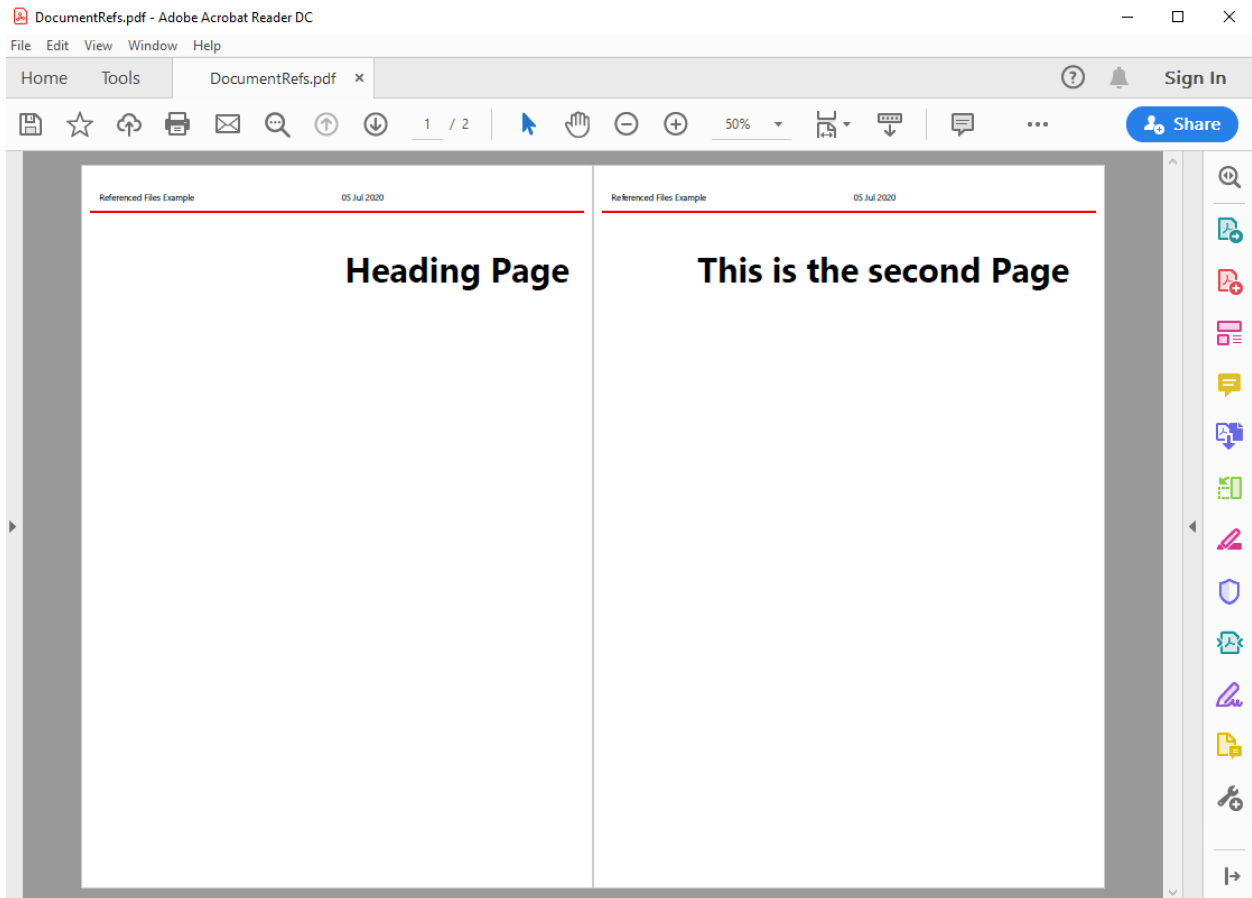 DocumentRefs.pdf - Adobe Acrobat Reader DC
File Edit View Window Help
Home Tools DocumentRefs.pdf × Sign In
1 / 2 50% Share
Referenced Files Example 05 Jul 2020
Heading Page
Referenced Files Example 05 Jul 2020
This is the second Page